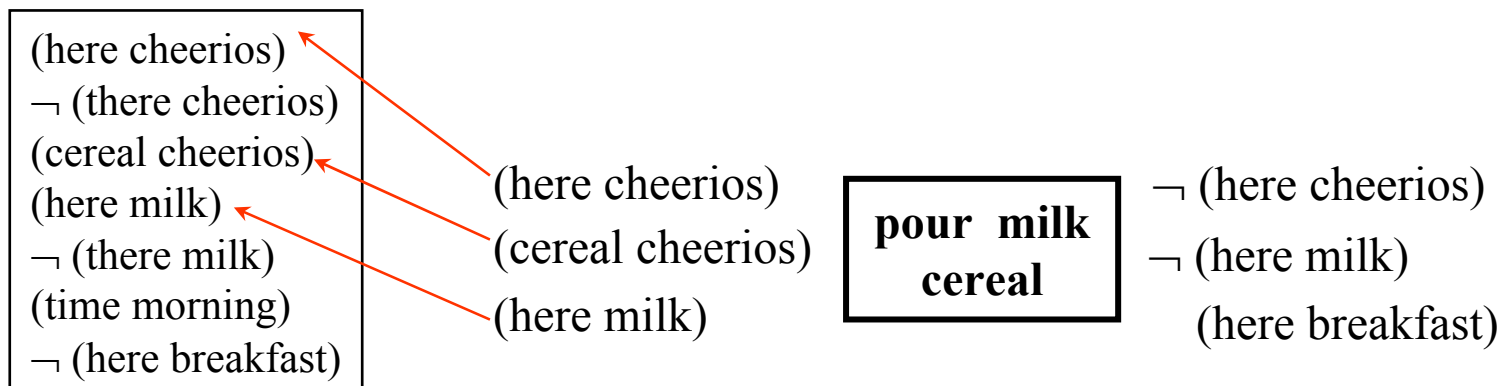 (here cheerios)
¬ (there cheerios)
(cereal cheerios)
(here milk)
¬ (there milk)
(time morning)
¬ (here breakfast)
(here cheerios)
(cereal cheerios)
(here milk)
pour milk
cereal
¬ (here cheerios)
¬ (here milk)
(here breakfast)